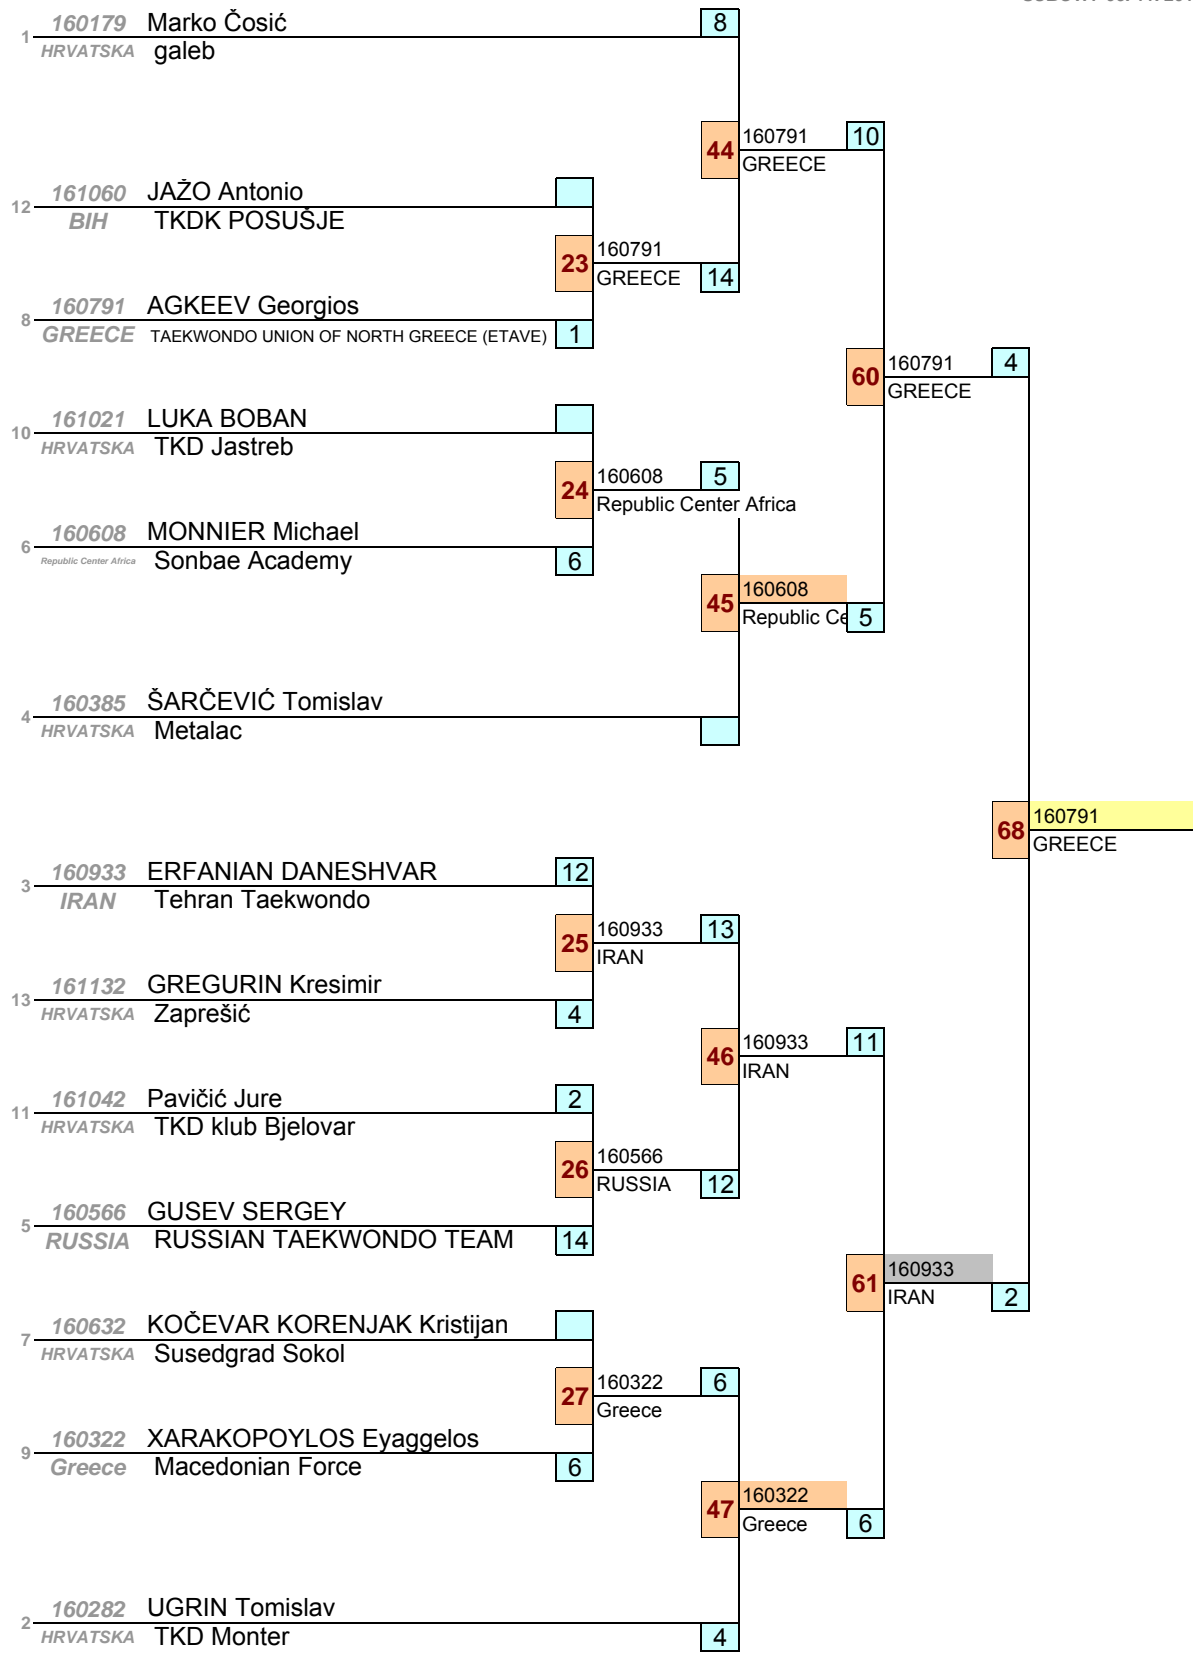 160179 Marko Čosić 8
1
HRVATSKA galeb
44 160791 10
GREECE
161060 JAŽO Antonio
12
BIH TKDK POSUŠJE
23 160791
GREECE 14
160791 AGKEEV Georgios
8
GREECE TAEKWONDO UNION OF NORTH GREECE (ETAVE) 1
60 160791 4
GREECE
161021 LUKA BOBAN
10
HRVATSKA TKD Jastreb
24 160608 5
Republic Center Africa
160608 MONNIER Michael
6
Republic Center Africa Sonbae Academy 6
45 160608
Republic Ce 5
160385 ŠARČEVIĆ Tomislav
4
HRVATSKA Metalac
68 160791
GREECE
160933 ERFANIAN DANESHVAR 12
3
IRAN Tehran Taekwondo
25 160933 13
IRAN
161132 GREGURIN Kresimir
13
HRVATSKA Zaprešić 4
46 160933 11
IRAN
161042 Pavičić Jure 2
11
HRVATSKA TKD klub Bjelovar
26 160566
RUSSIA 12
160566 GUSEV SERGEY
5
RUSSIA RUSSIAN TAEKWONDO TEAM 14
61 160933
IRAN 2
160632 KOČEVAR KORENJAK Kristijan
7
HRVATSKA Susedgrad Sokol
27 160322 6
Greece
160322 XARAKOPOYLOS Eyaggelos
9
Greece Macedonian Force 6
47 160322
Greece 6
160282 UGRIN Tomislav
2
HRVATSKA TKD Monter 4